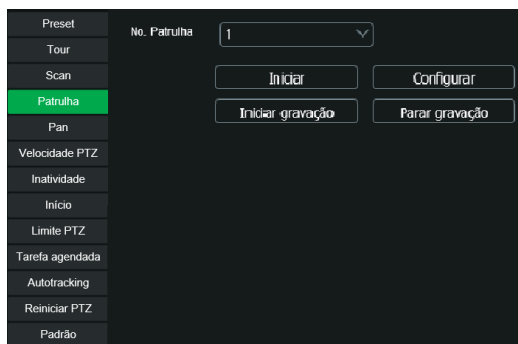 Preset
Tour
Scan
Patrulha
Pan
Velocidade PTZ
Inatividade
Início
Limite PTZ
Tarefa agendada
Autotracking
Reiniciar PTZ
Padrão
No. Patrulha
1
Iniciar
Configurar
Iniciar gravação
Parar gravação